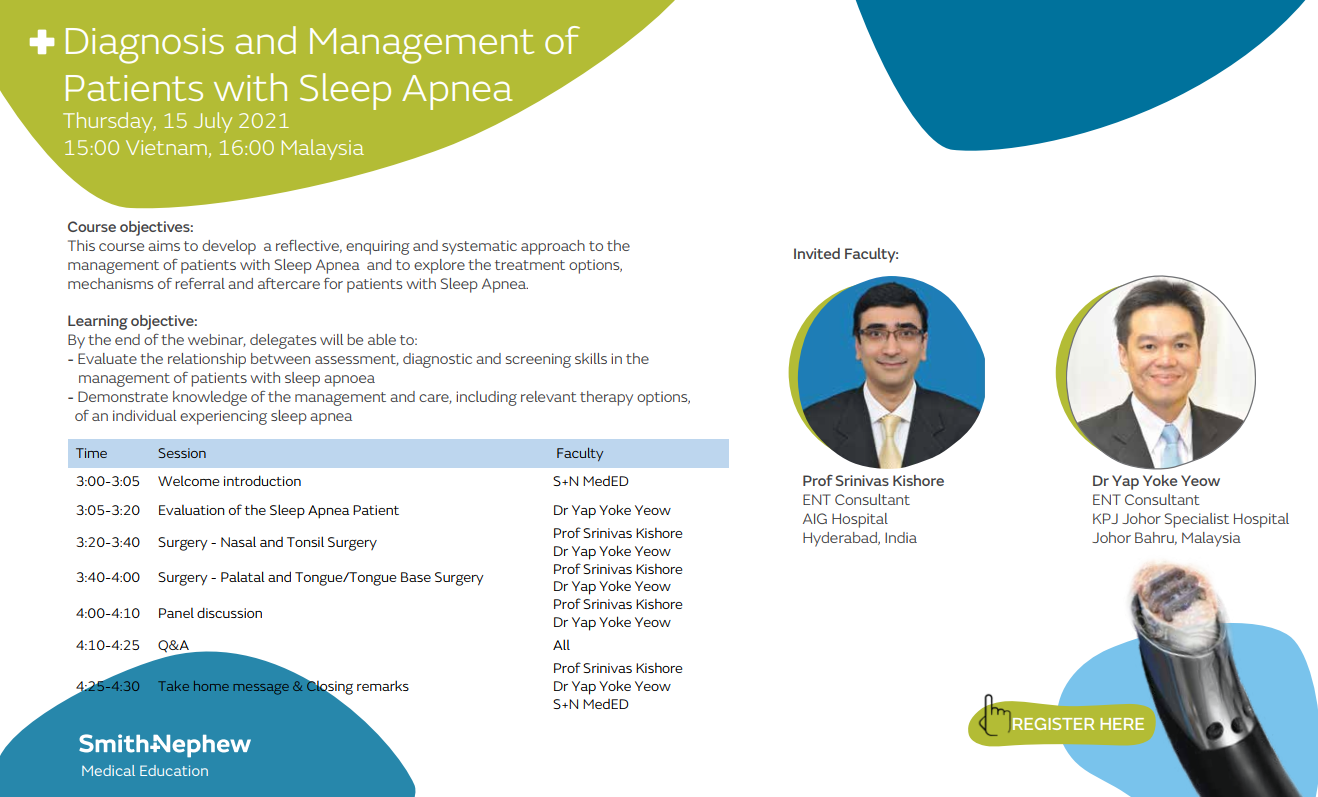 Diagnosis and Management of
Patients with Sleep Apnea
Thursday, 15 July 2021
15:00 Vietnam, 16:00 Malaysia
Course objectives:
This course aims to develop a reflective, enquiring and systematic approach to the
management of patients with Sleep Apnea and to explore the treatment options,
mechanisms of referral and aftercare for patients with Sleep Apnea.
Learning objective:
By the end of the webinar, delegates will be able to:
- Evaluate the relationship between assessment, diagnostic and screening skills in the
management of patients with sleep apnoea
- Demonstrate knowledge of the management and care, including relevant therapy options,
of an individual experiencing sleep apnea
Time Session Faculty
3:00-3:05 Welcome introduction S+N MedED
3:05-3:20 Evaluation of the Sleep Apnea Patient Dr Yap Yoke Yeow
3:20-3:40 Surgery - Nasal and Tonsil Surgery Prof Srinivas Kishore
Dr Yap Yoke Yeow
3:40-4:00 Surgery - Palatal and Tongue/Tongue Base Surgery Prof Srinivas Kishore
Dr Yap Yoke Yeow
4:00-4:10 Panel discussion Prof Srinivas Kishore
Dr Yap Yoke Yeow
4:10-4:25 Q&A All
4:25-4:30 Take home message & Closing remarks Prof Srinivas Kishore
Dr Yap Yoke Yeow
S+N MedED
Smith+Nephew
Medical Education
Invited Faculty:
Prof Srinivas Kishore
ENT Consultant
AIG Hospital
Hyderabad, India
Dr Yap Yoke Yeow
ENT Consultant
KPJ Johor Specialist Hospital
Johor Bahru, Malaysia
REGISTER HERE